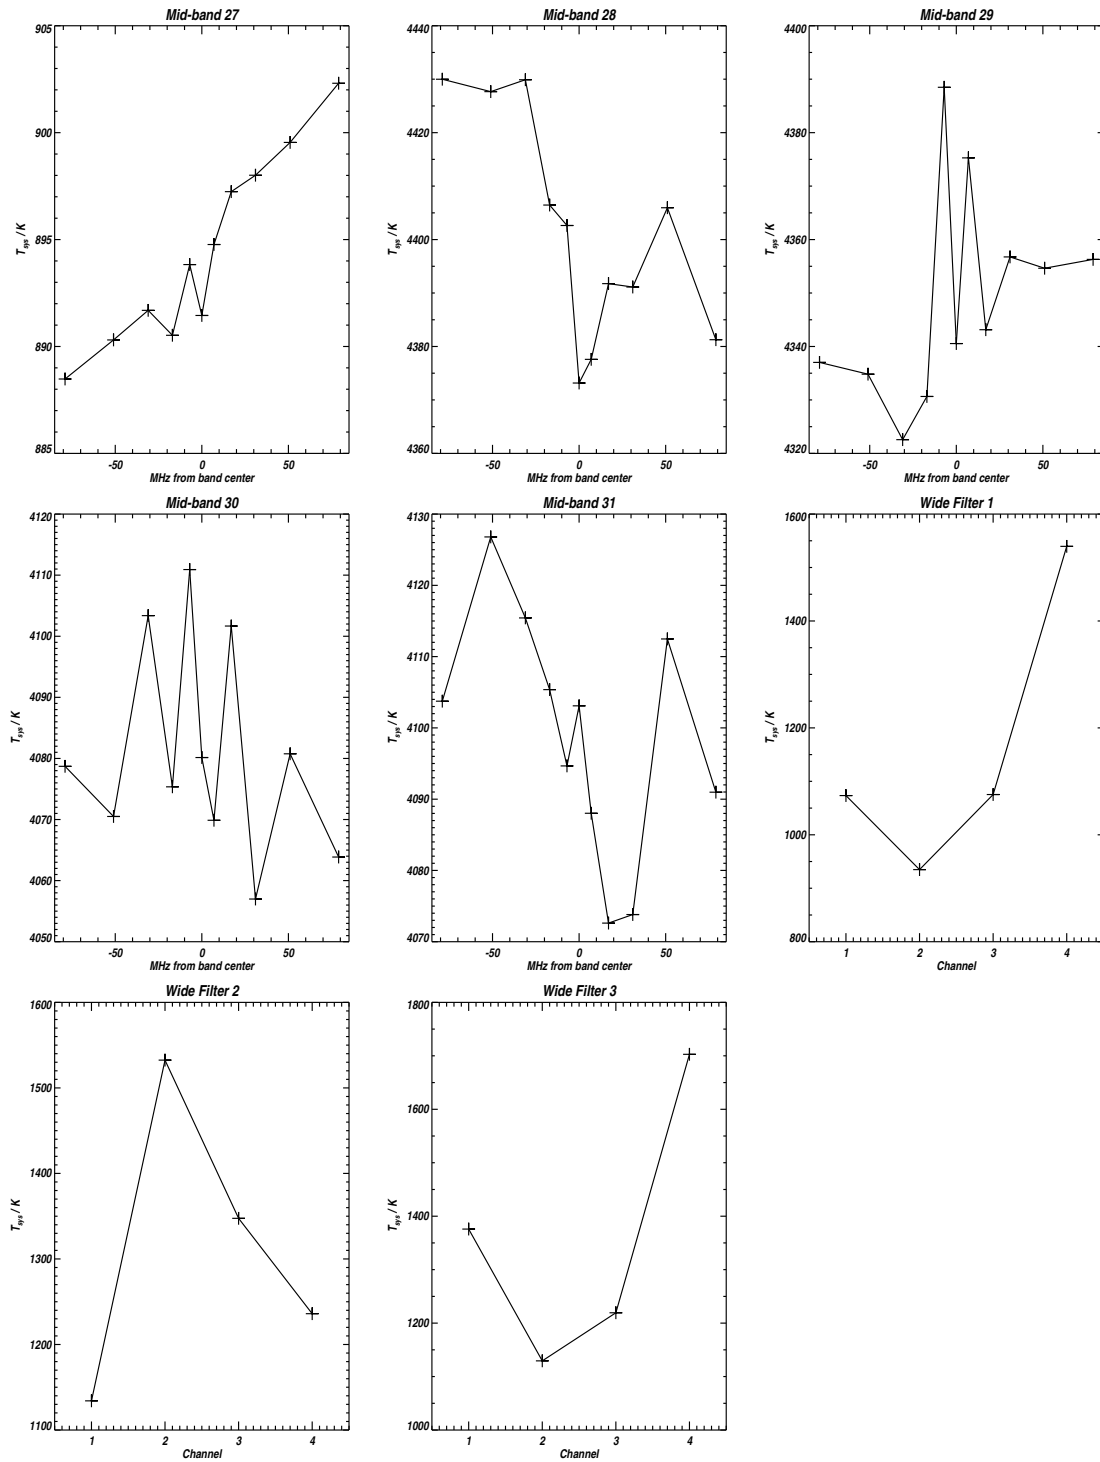 Mid-band 27
905
900
895
890
885
T_sys / K
-50 0 50
MHz from band center
Mid-band 28
4440
4420
4400
4380
4360
T_sys / K
-50 0 50
MHz from band center
Mid-band 29
4400
4380
4360
4340
4320
T_sys / K
-50 0 50
MHz from band center
Mid-band 30
4120
4110
4100
4090
4080
4070
4060
4050
T_sys / K
-50 0 50
MHz from band center
Mid-band 31
4130
4120
4110
4100
4090
4080
4070
T_sys / K
-50 0 50
MHz from band center
Wide Filter 1
1600
1400
1200
1000
800
T_sys / K
1 2 3 4
Channel
Wide Filter 2
1600
1500
1400
1300
1200
1100
T_sys / K
1 2 3 4
Channel
Wide Filter 3
1800
1600
1400
1200
1000
T_sys / K
1 2 3 4
Channel